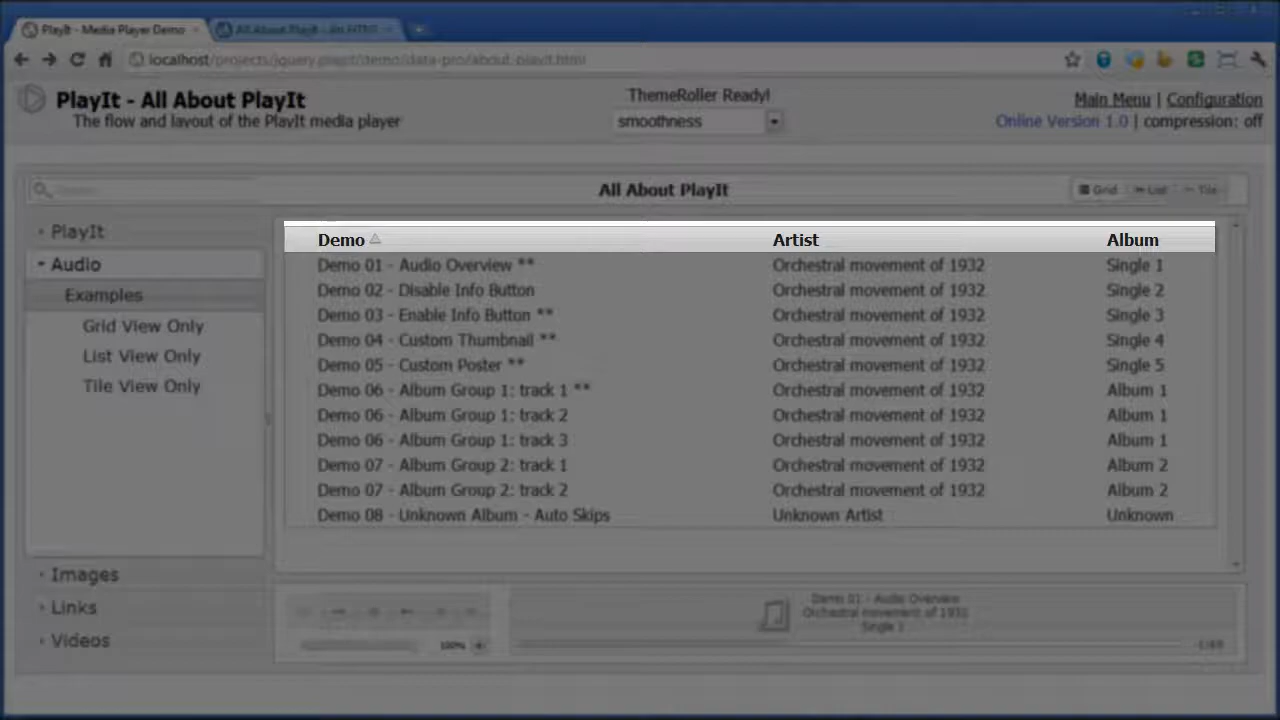 PlayIt - Media Player Demo
All About PlayIt - An HTML
localhost/projects/jquery.playit/demo/data-pro/about-playit.html
PlayIt - All About PlayIt
The flow and layout of the PlayIt media player
ThemeRoller Ready!
smoothness
Main Menu | Configuration
Online Version 1.0 | compression: off
All About PlayIt
Grid List Tile
PlayIt
Audio
Examples
Grid View Only
List View Only
Tile View Only
Images
Links
Videos
Demo Artist Album
Demo 01 - Audio Overview ** Orchestral movement of 1932 Single 1
Demo 02 - Disable Info Button Orchestral movement of 1932 Single 2
Demo 03 - Enable Info Button ** Orchestral movement of 1932 Single 3
Demo 04 - Custom Thumbnail ** Orchestral movement of 1932 Single 4
Demo 05 - Custom Poster ** Orchestral movement of 1932 Single 5
Demo 06 - Album Group 1: track 1 ** Orchestral movement of 1932 Album 1
Demo 06 - Album Group 1: track 2 Orchestral movement of 1932 Album 1
Demo 06 - Album Group 1: track 3 Orchestral movement of 1932 Album 1
Demo 07 - Album Group 2: track 1 Orchestral movement of 1932 Album 2
Demo 07 - Album Group 2: track 2 Orchestral movement of 1932 Album 2
Demo 08 - Unknown Album - Auto Skips Unknown Artist Unknown
100%
Demo 01 - Audio Overview
Orchestral movement of 1932
Single 1